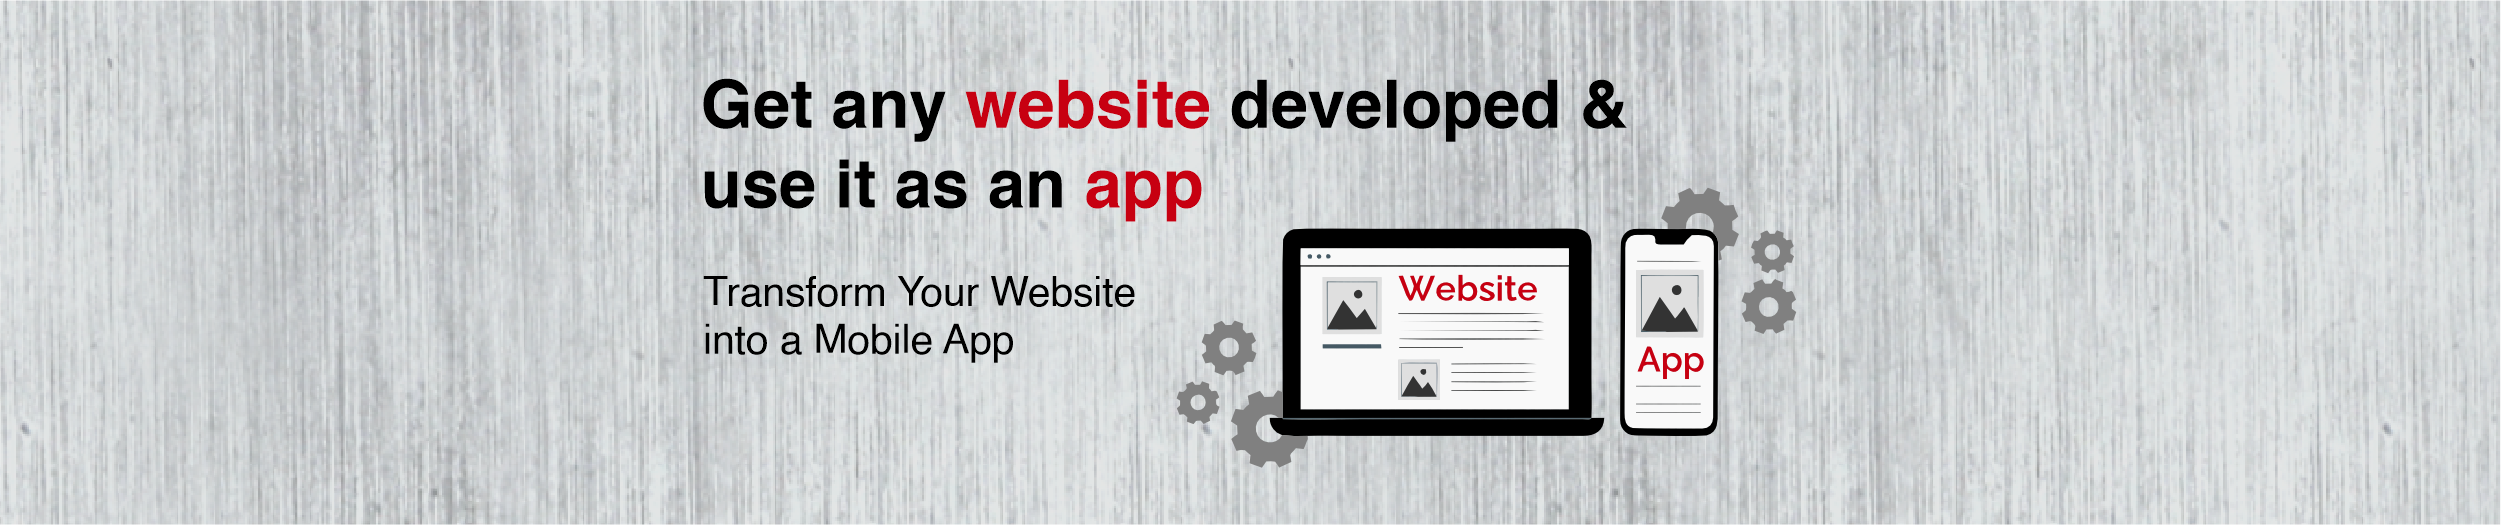 Get any website developed &
use it as an app
Transform Your Website
into a Mobile App
Website
App